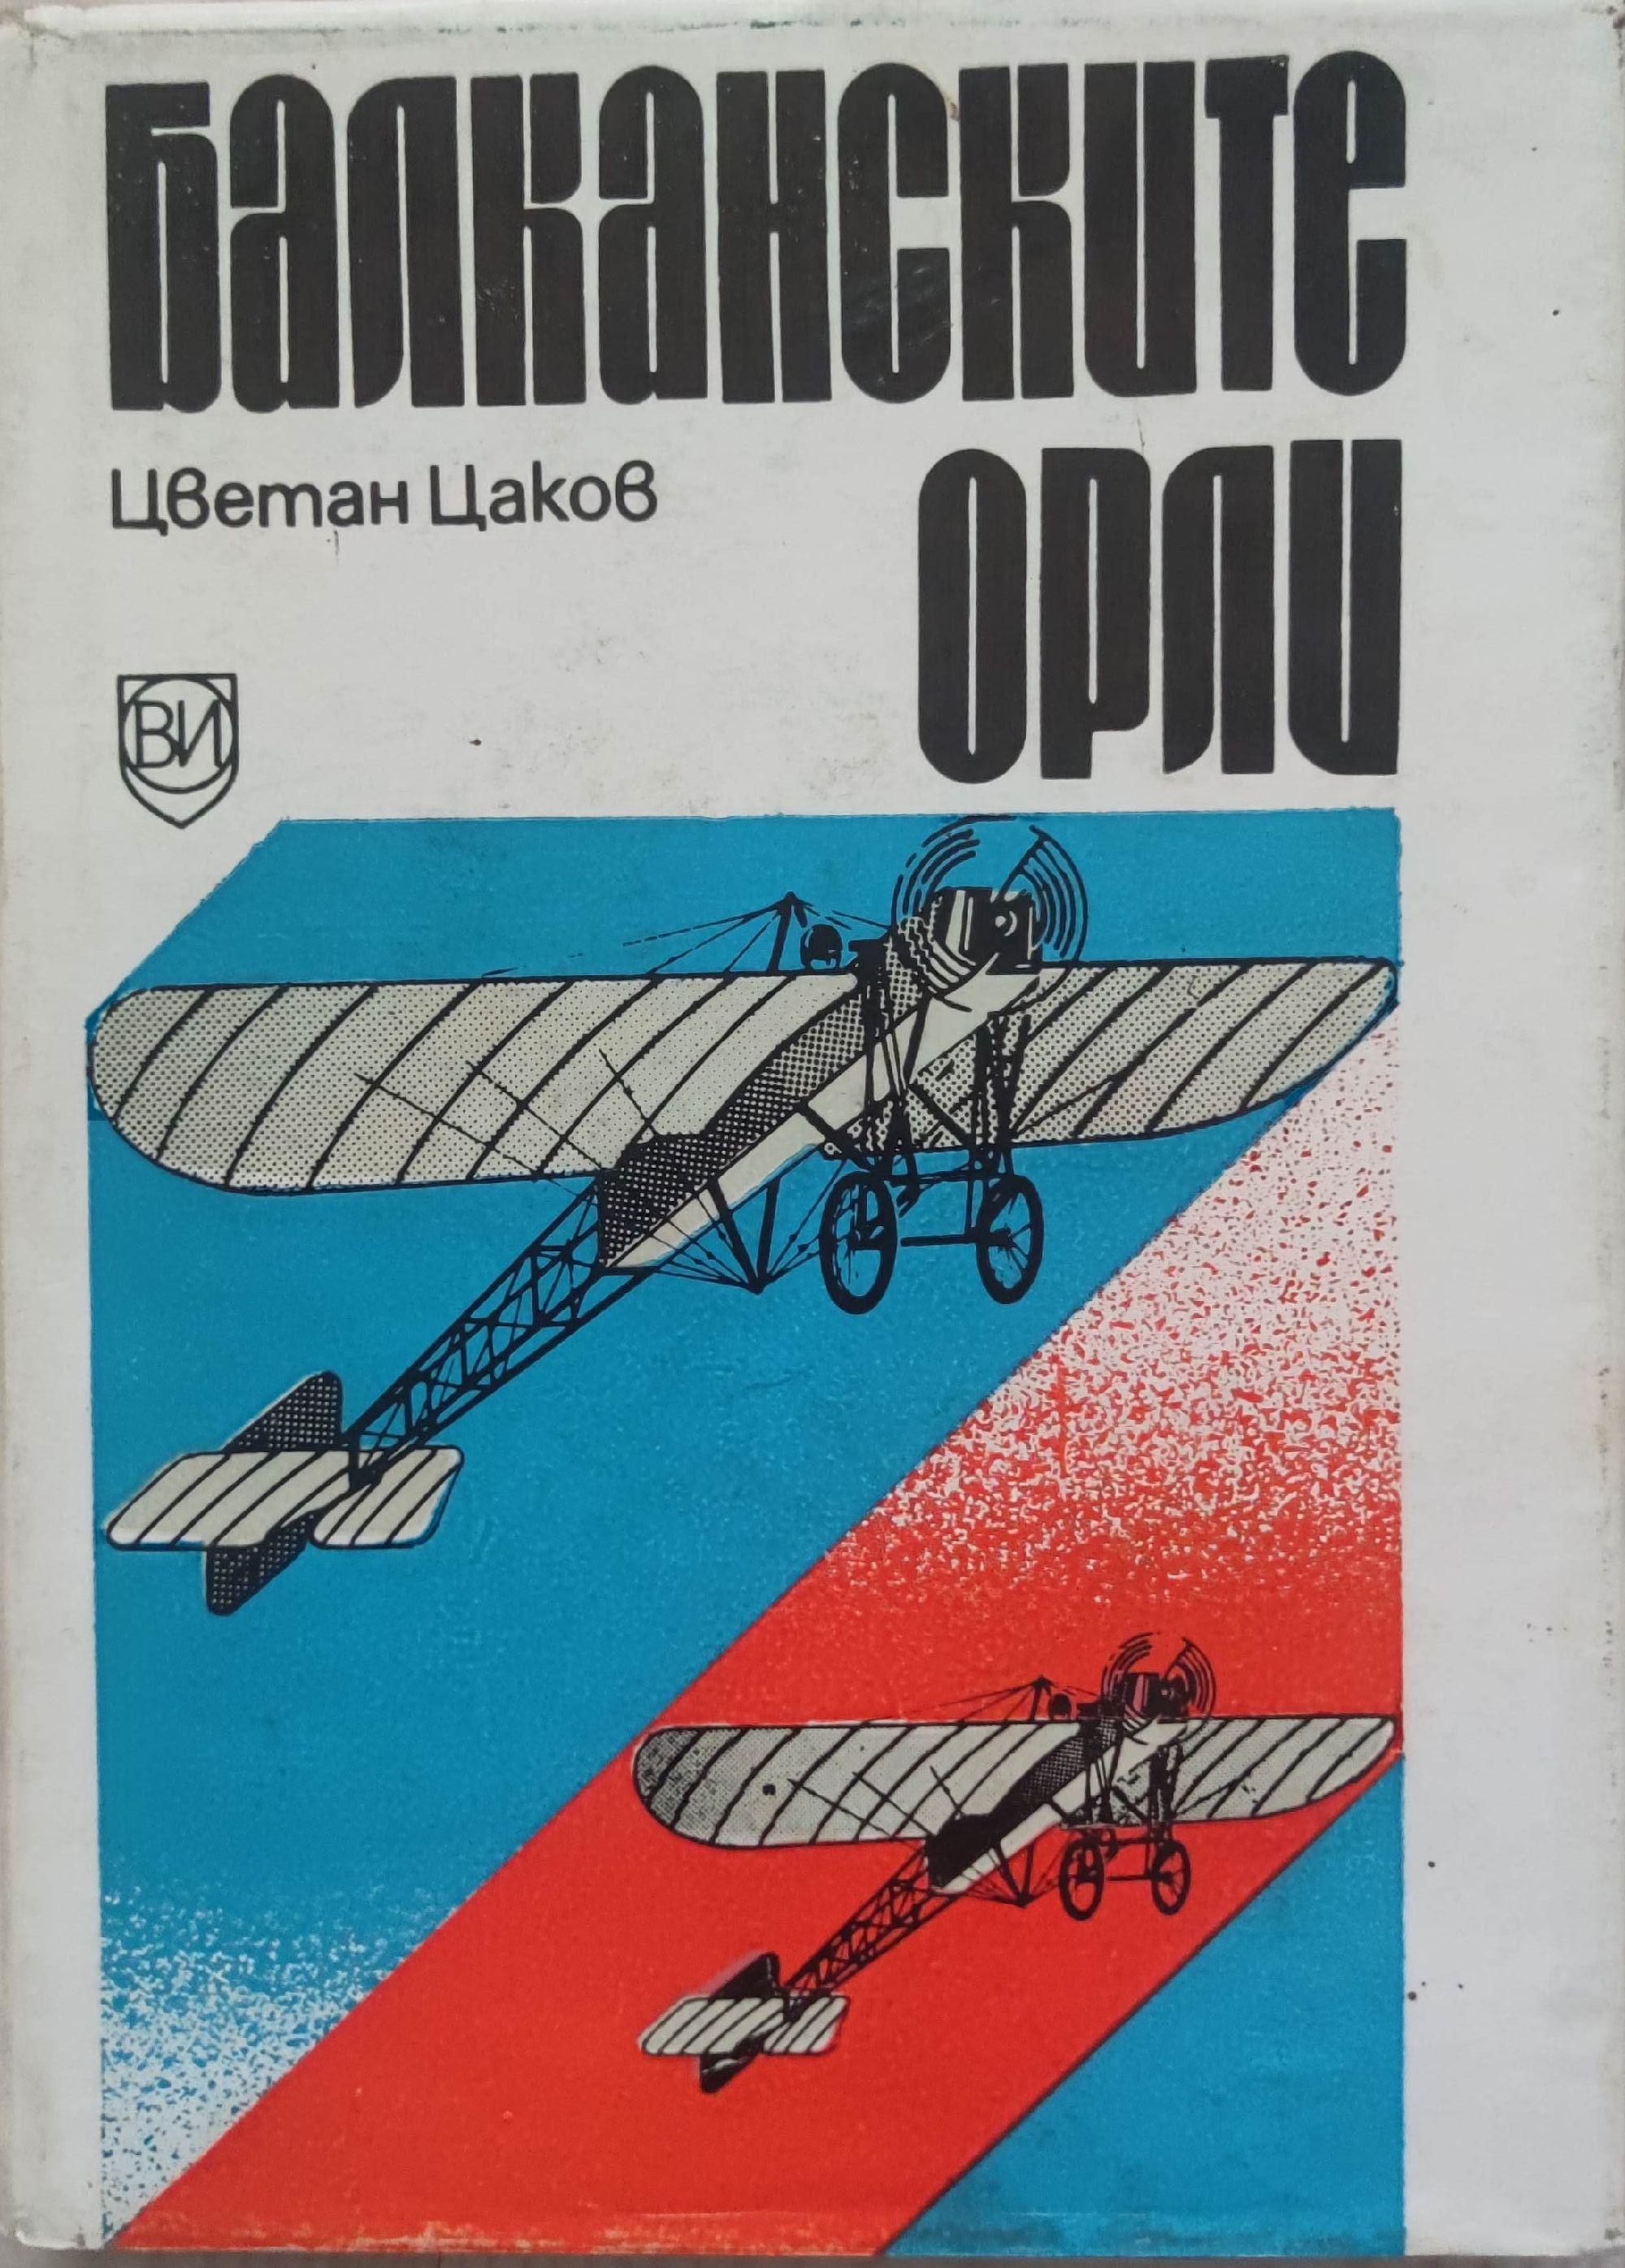 Балканските
Цветан Цаков
орли
ВИ